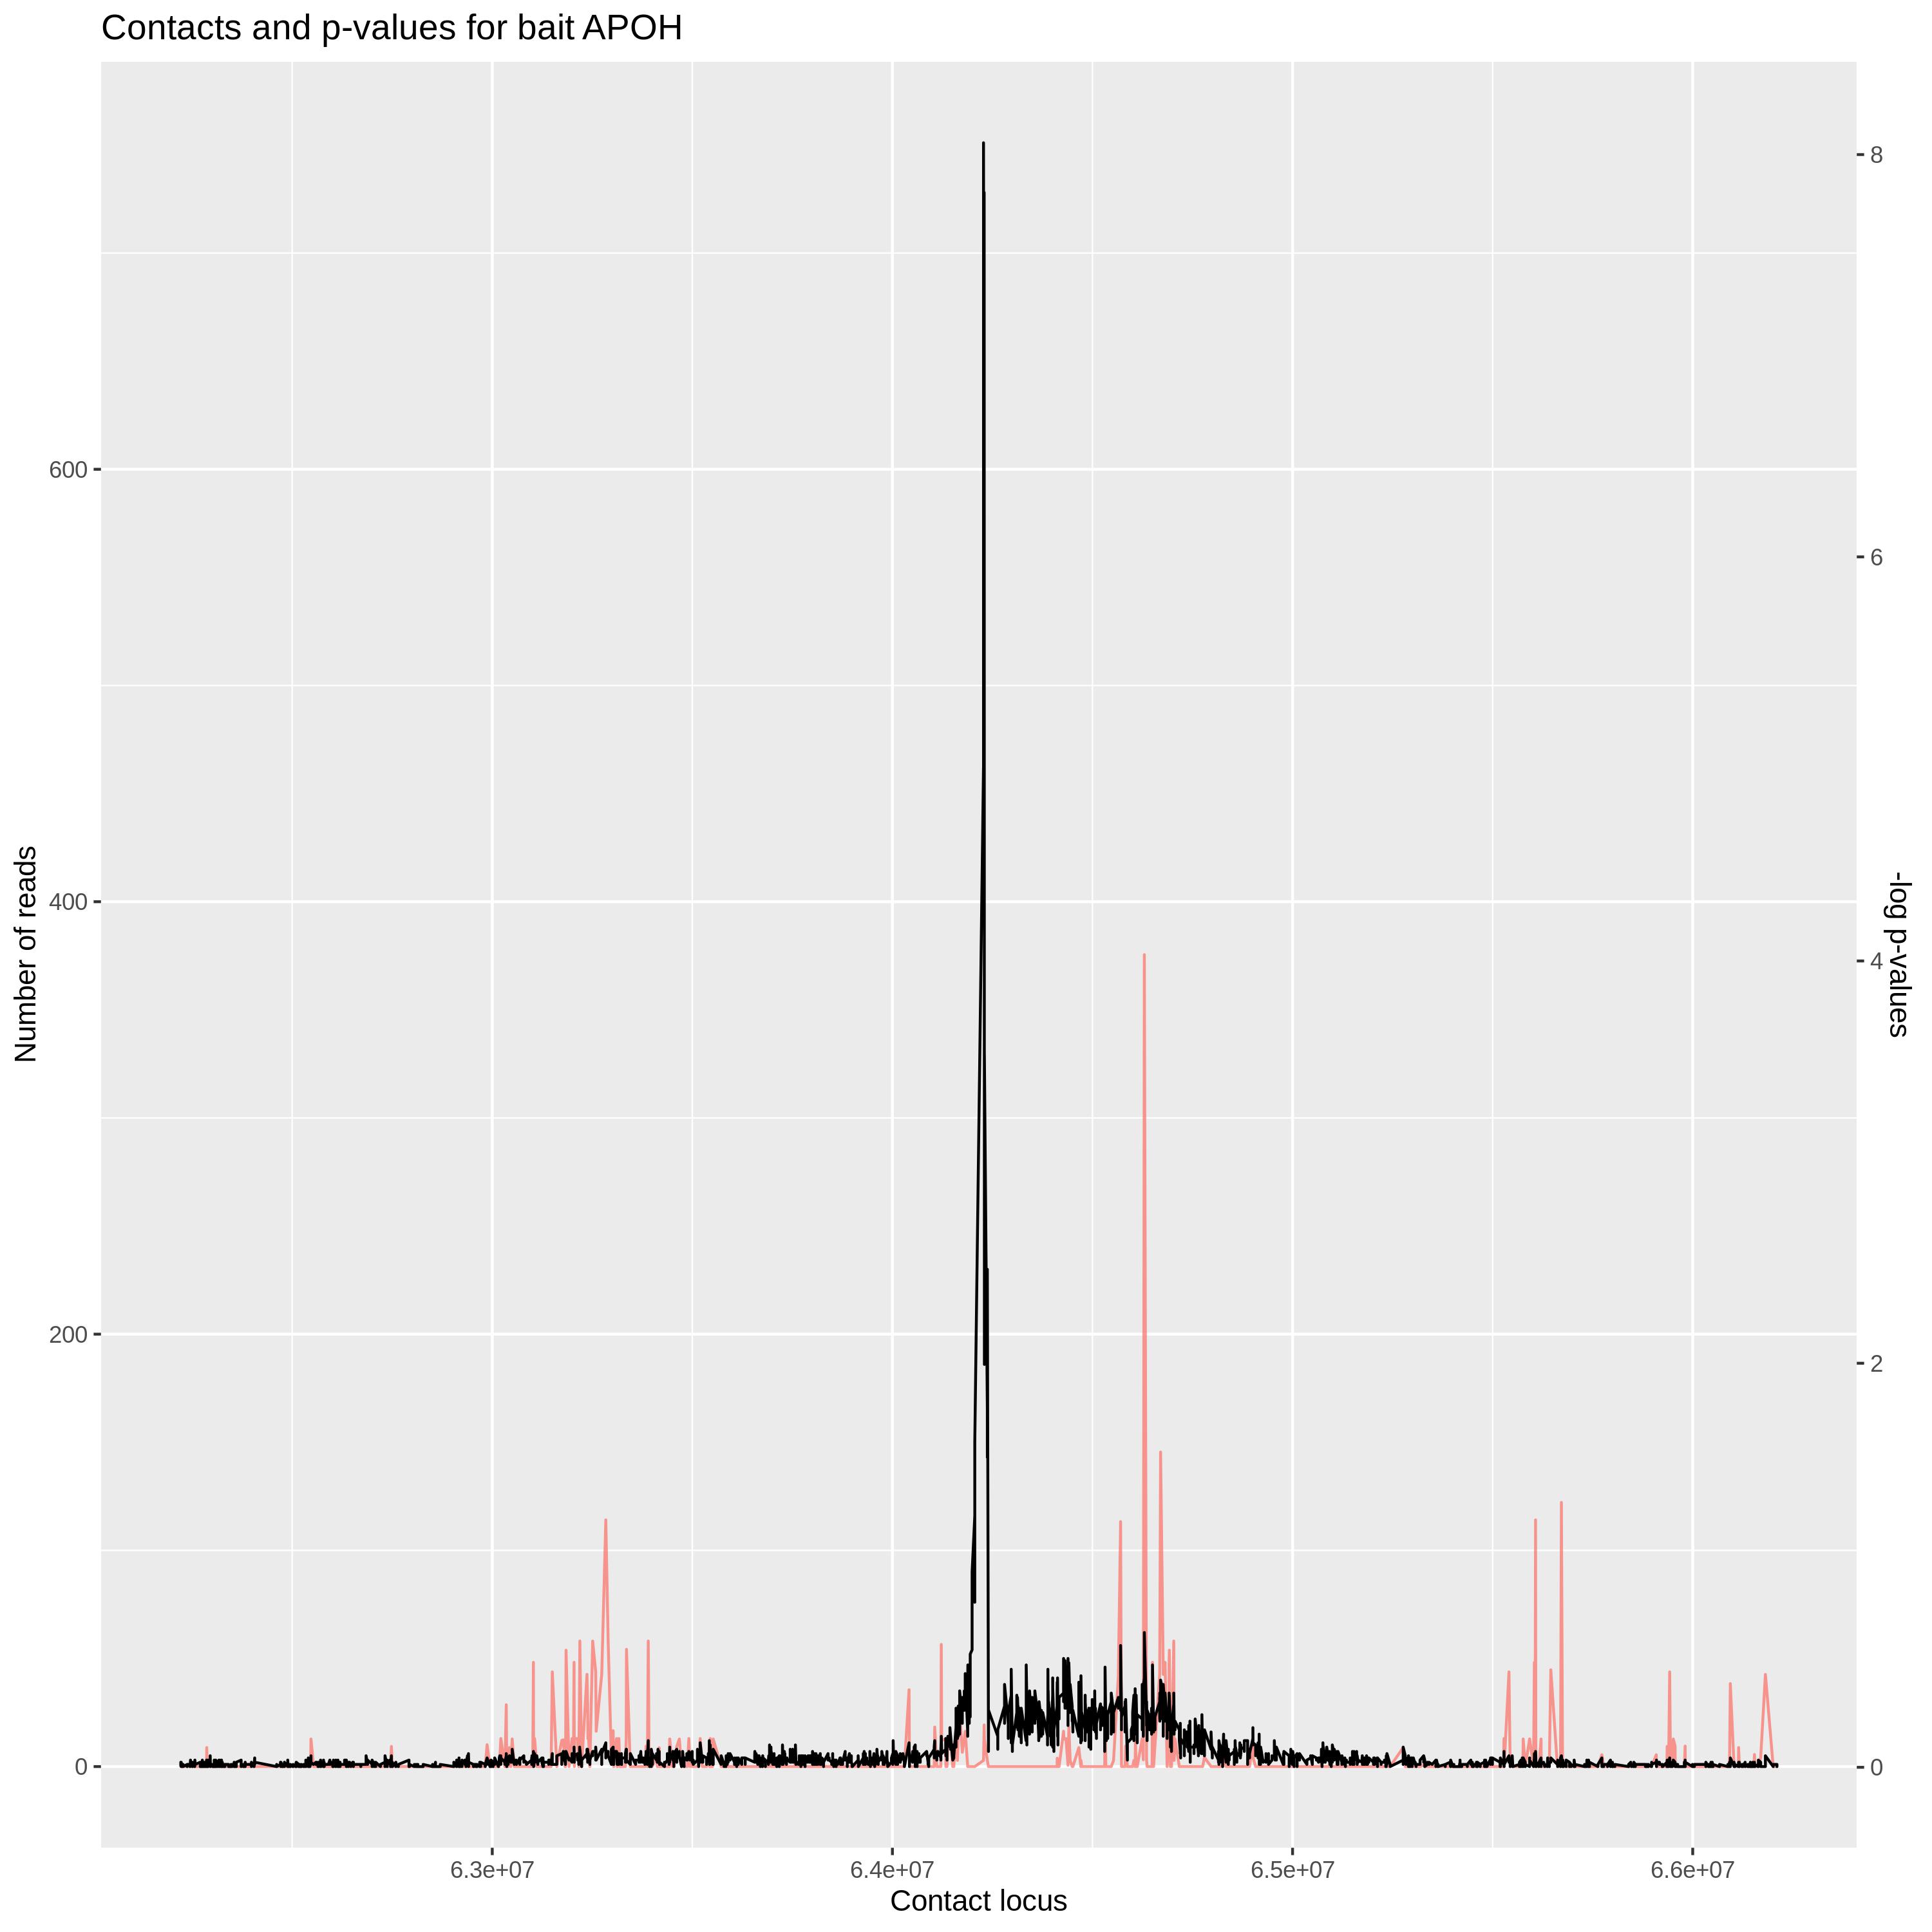 Contacts and p-values for bait APOH
Number of reads
600
400
200
0
8
6
4
2
0
-log p-values
6.3e+07
6.4e+07
6.5e+07
6.6e+07
Contact locus